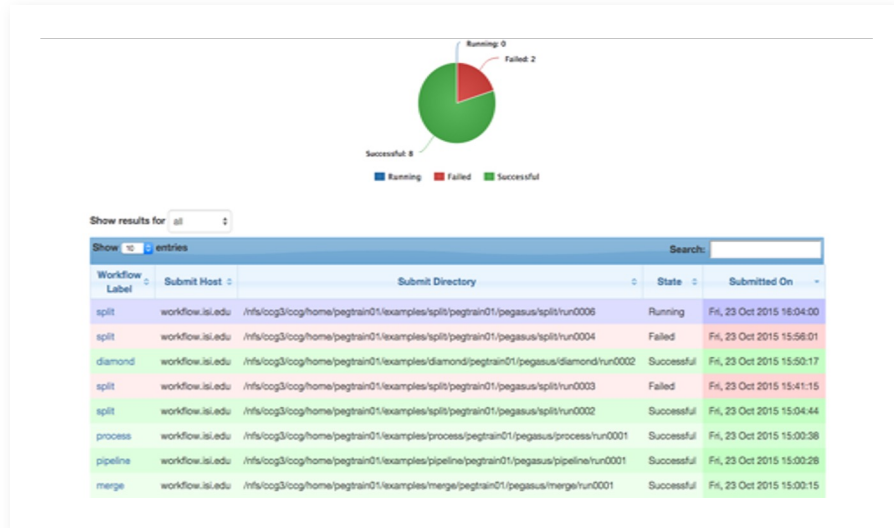 Running: 0
Failed: 2
Successful: 8
Running Failed Successful
Show results for all
Show 10 entries Search:
Workflow Label Submit Host Submit Directory State Submitted On
split workflow.isi.edu /nfs/ccg3/ccg/home/pegtrain01/examples/split/pegtrain01/pegasus/split/run0006 Running Fri, 23 Oct 2015 16:04:00
split workflow.isi.edu /nfs/ccg3/ccg/home/pegtrain01/examples/split/pegtrain01/pegasus/split/run0004 Failed Fri, 23 Oct 2015 15:56:01
diamond workflow.isi.edu /nfs/ccg3/ccg/home/pegtrain01/examples/diamond/pegtrain01/pegasus/diamond/run0002 Successful Fri, 23 Oct 2015 15:50:17
split workflow.isi.edu /nfs/ccg3/ccg/home/pegtrain01/examples/split/pegtrain01/pegasus/split/run0003 Failed Fri, 23 Oct 2015 15:41:15
split workflow.isi.edu /nfs/ccg3/ccg/home/pegtrain01/examples/split/pegtrain01/pegasus/split/run0002 Successful Fri, 23 Oct 2015 15:04:44
process workflow.isi.edu /nfs/ccg3/ccg/home/pegtrain01/examples/process/pegtrain01/pegasus/process/run0001 Successful Fri, 23 Oct 2015 15:00:38
pipeline workflow.isi.edu /nfs/ccg3/ccg/home/pegtrain01/examples/pipeline/pegtrain01/pegasus/pipeline/run0001 Successful Fri, 23 Oct 2015 15:00:28
merge workflow.isi.edu /nfs/ccg3/ccg/home/pegtrain01/examples/merge/pegtrain01/pegasus/merge/run0001 Successful Fri, 23 Oct 2015 15:00:15